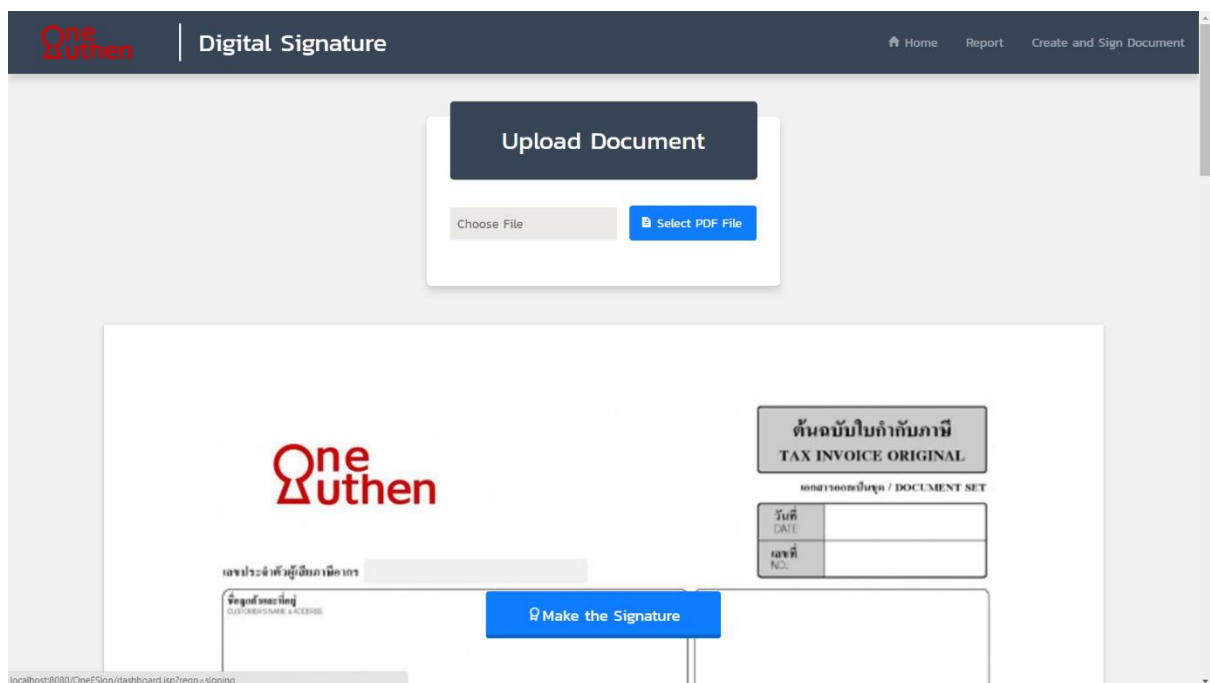 One
Authen
Digital Signature
Home
Report
Create and Sign Document
Upload Document
Choose File
Select PDF File
One
Authen
ต้นฉบับใบกำกับภาษี
TAX INVOICE ORIGINAL
เอกสารออกเป็นชุด / DOCUMENT SET
วันที่
DATE
เลขที่
NO.
เลขประจำตัวผู้เสียภาษีอากร
ชื่อลูกค้าและที่อยู่
CUSTOMER'S NAME & ADDRESS
Make the Signature
localhost:8080/OneESign/dashboard.jsp?reqp=signing